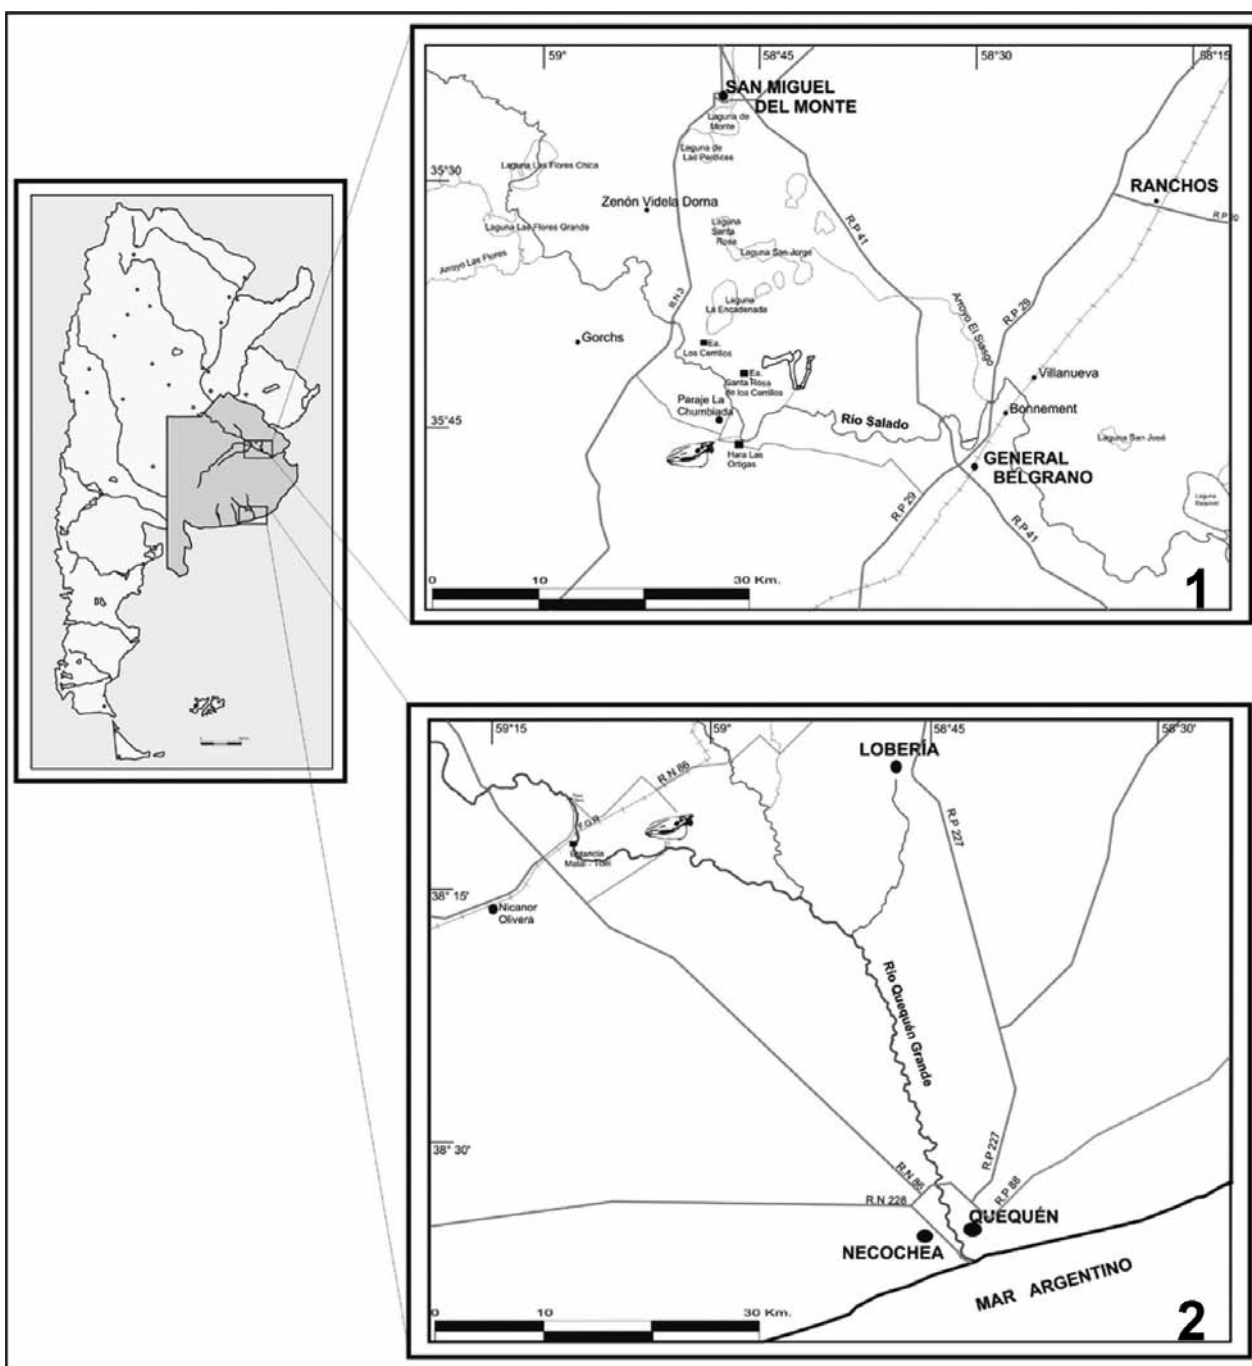 59°
58°45
58°30
58°15
SAN MIGUEL
DEL MONTE
Laguna de
Monte
Laguna de
Las Perdices
Laguna Las Flores Chica
35°30
RANCHOS
Zenón Videla Dorna
R.P 41
Laguna Las Flores Grande
Laguna
Santa
Rosa
Laguna San Jorge
Arroyo Las Flores
R.N 3
Laguna
La Encadenada
Arroyo El Siasgo
R.P 29
Gorchs
Ea.
Los Cerrillos
Ea.
Santa Rosa
de los Cerrillos
Villanueva
Paraje La
Chumbiada
Río Salado
Bonnement
35°45
Laguna San José
Hara Las
Ortigas
GENERAL
BELGRANO
R.P 29
R.P 41
0 10 30 Km.
1
59°15
59°
58°45
58°30
LOBERÍA
R.N 86
R.P 227
F.G.R
Estancia
38° 15'
Nicanor
Olivera
Río Quequén Grande
38° 30'
R.N 86
R.P 227
R.P 88
R.N 228
QUEQUÉN
NECOCHEA
MAR ARGENTINO
0 10 30 Km.
2